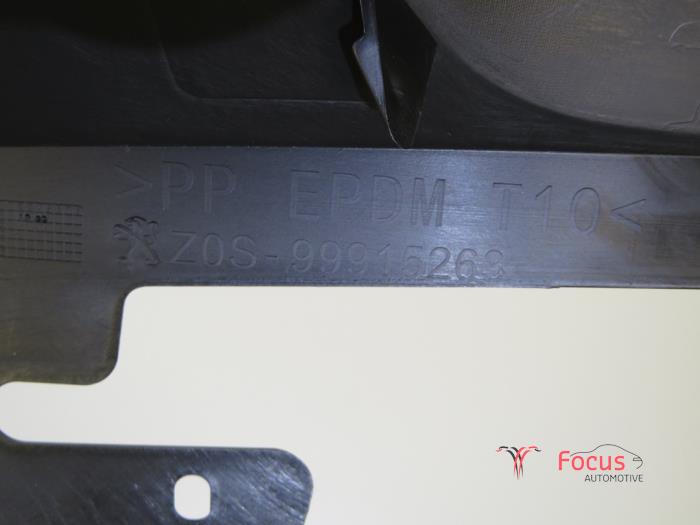 >PP EPDM T10<
Z0S-99915268
Focus
AUTOMOTIVE